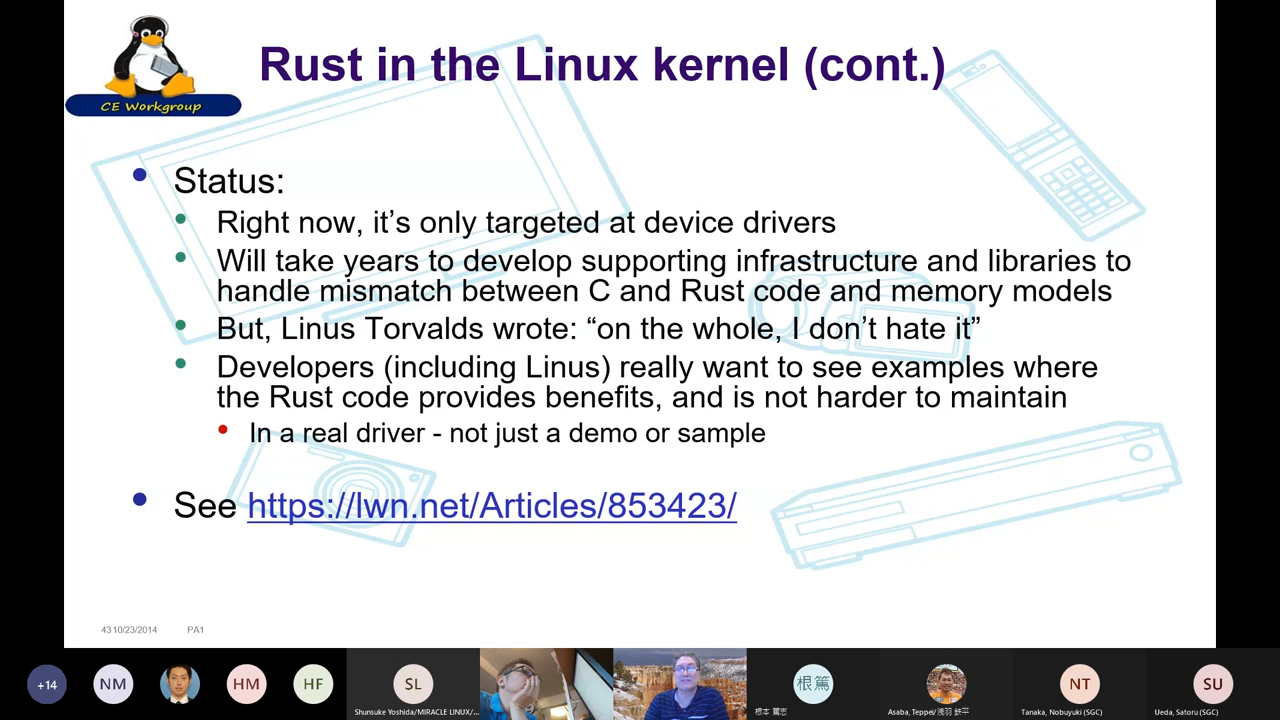 CE Workgroup
Rust in the Linux kernel (cont.)
• Status:
• Right now, it’s only targeted at device drivers
• Will take years to develop supporting infrastructure and libraries to
handle mismatch between C and Rust code and memory models
• But, Linus Torvalds wrote: “on the whole, I don’t hate it”
• Developers (including Linus) really want to see examples where
the Rust code provides benefits, and is not harder to maintain
• In a real driver - not just a demo or sample
• See https://lwn.net/Articles/853423/
43 10/23/2014 PA1
+14
NM
HM
HF
SL
Shunsuke Yoshida/MIRACLE LINUX/...
根篤
根本 篤志
Asaba, Teppei/浅羽 鉄平
NT
Tanaka, Nobuyuki (SGC)
SU
Ueda, Satoru (SGC)